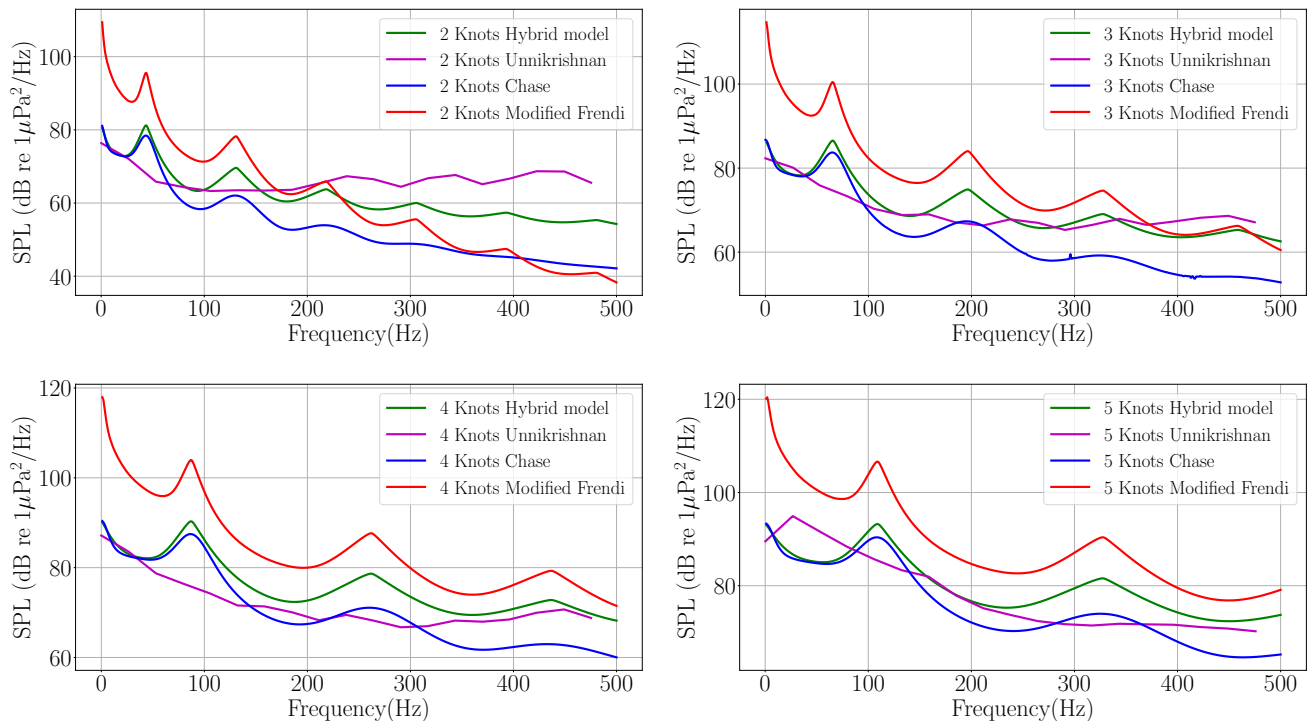 SPL (dB re 1μPa²/Hz)
100
80
60
40
2 Knots Hybrid model
2 Knots Unnikrishnan
2 Knots Chase
2 Knots Modified Frendi
0 100 200 300 400 500
Frequency(Hz)
SPL (dB re 1μPa²/Hz)
100
80
60
3 Knots Hybrid model
3 Knots Unnikrishnan
3 Knots Chase
3 Knots Modified Frendi
0 100 200 300 400 500
Frequency(Hz)
SPL (dB re 1μPa²/Hz)
120
100
80
60
4 Knots Hybrid model
4 Knots Unnikrishnan
4 Knots Chase
4 Knots Modified Frendi
0 100 200 300 400 500
Frequency(Hz)
SPL (dB re 1μPa²/Hz)
120
100
80
5 Knots Hybrid model
5 Knots Unnikrishnan
5 Knots Chase
5 Knots Modified Frendi
0 100 200 300 400 500
Frequency(Hz)